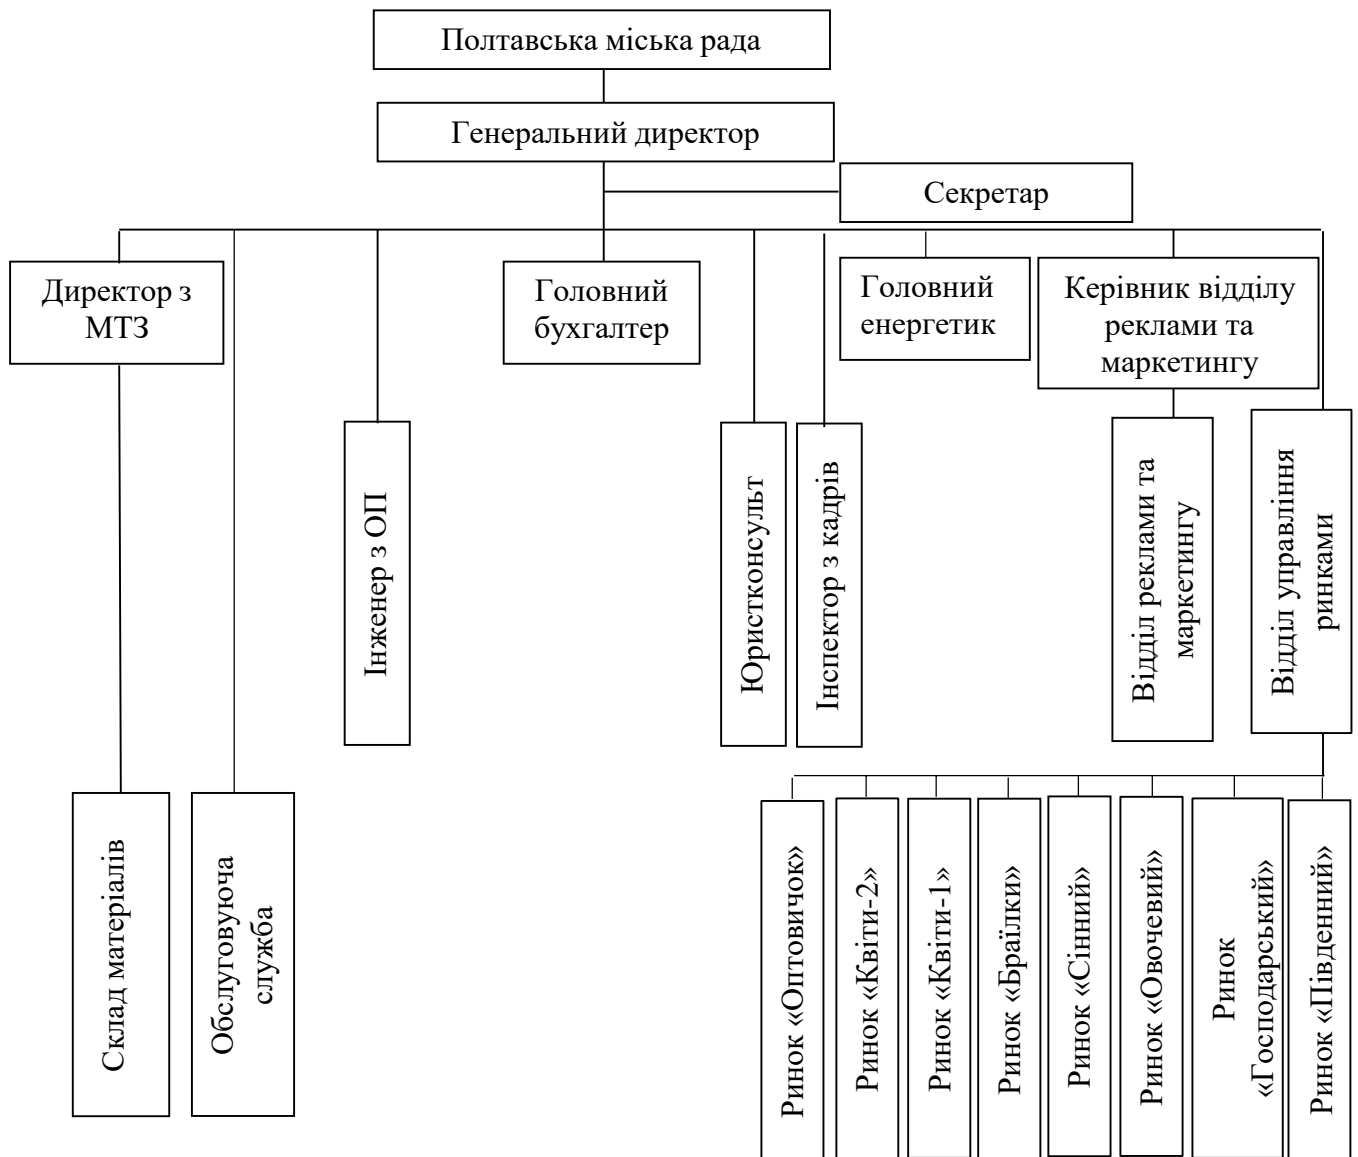 Полтавська міська рада
Генеральний директор
Секретар
Директор з
МТЗ
Головний
бухгалтер
Головний
енергетик
Керівник відділу
реклами та
маркетингу
Інженер з ОП
Юристконсульт
Інспектор з кадрів
Відділ реклами та
маркетингу
Відділ управління
ринками
Склад матеріалів
Обслуговуюча
служба
Ринок «Оптовичок»
Ринок «Квіти-2»
Ринок «Квіти-1»
Ринок «Браїлки»
Ринок «Сінний»
Ринок «Овочевий»
Ринок
«Господарський»
Ринок «Південний»